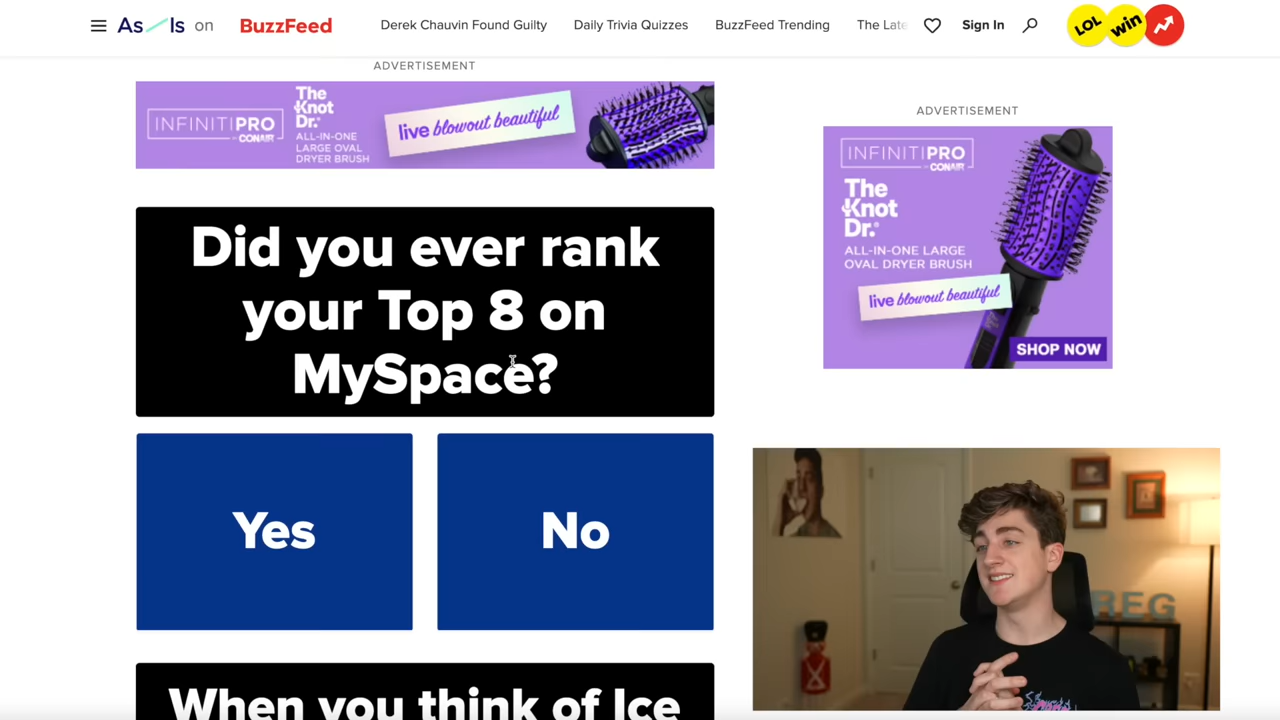 As/Is on BuzzFeed Derek Chauvin Found Guilty Daily Trivia Quizzes BuzzFeed Trending The Late Sign In LOL win
ADVERTISEMENT
INFINITIPRO
BY CONAIR
The
Knot
Dr.®
ALL-IN-ONE
LARGE OVAL
DRYER BRUSH
live blowout beautiful
ADVERTISEMENT
INFINITIPRO
BY CONAIR
The
Knot
Dr.®
ALL-IN-ONE LARGE
OVAL DRYER BRUSH
live blowout beautiful
SHOP NOW
Did you ever rank
your Top 8 on
MySpace?
Yes
No
When you think of Ice
REG